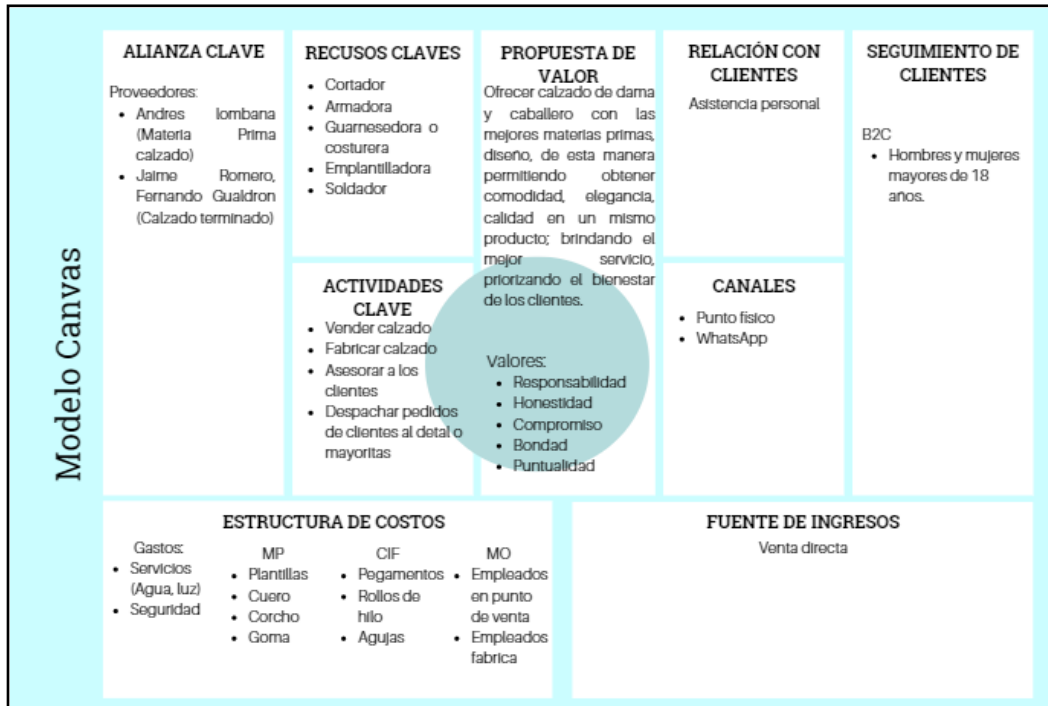 Modelo Canvas
ALIANZA CLAVE
Proveedores:
• Andres lombana
(Materia Prima
calzado)
• Jaime Romero,
Fernando Gualdron
(Calzado terminado)
RECUSOS CLAVES
• Cortador
• Armadora
• Guarnesedora o
costurera
• Emplantilladora
• Soldador
ACTIVIDADES
CLAVE
• Vender calzado
• Fabricar calzado
• Asesorar a los
clientes
• Despachar pedidos
de clientes al detal o
mayoritas
PROPUESTA DE
VALOR
Ofrecer calzado de dama
y caballero con las
mejores materias primas,
diseño, de esta manera
permitiendo obtener
comodidad, elegancia,
calidad en un mismo
producto; brindando el
mejor servicio,
priorizando el bienestar
de los clientes.
Valores:
• Responsabilidad
• Honestidad
• Compromiso
• Bondad
• Puntualidad
RELACIÓN CON
CLIENTES
Asistencia personal
CANALES
• Punto físico
• WhatsApp
SEGUIMIENTO DE
CLIENTES
B2C
• Hombres y mujeres
mayores de 18
años.
ESTRUCTURA DE COSTOS
Gastos:
• Servicios
(Agua, luz)
• Seguridad
MP
• Plantillas
• Cuero
• Corcho
• Goma
CIF
• Pegamentos
• Rollos de
hilo
• Agujas
MO
• Empleados
en punto
de venta
• Empleados
fabrica
FUENTE DE INGRESOS
Venta directa